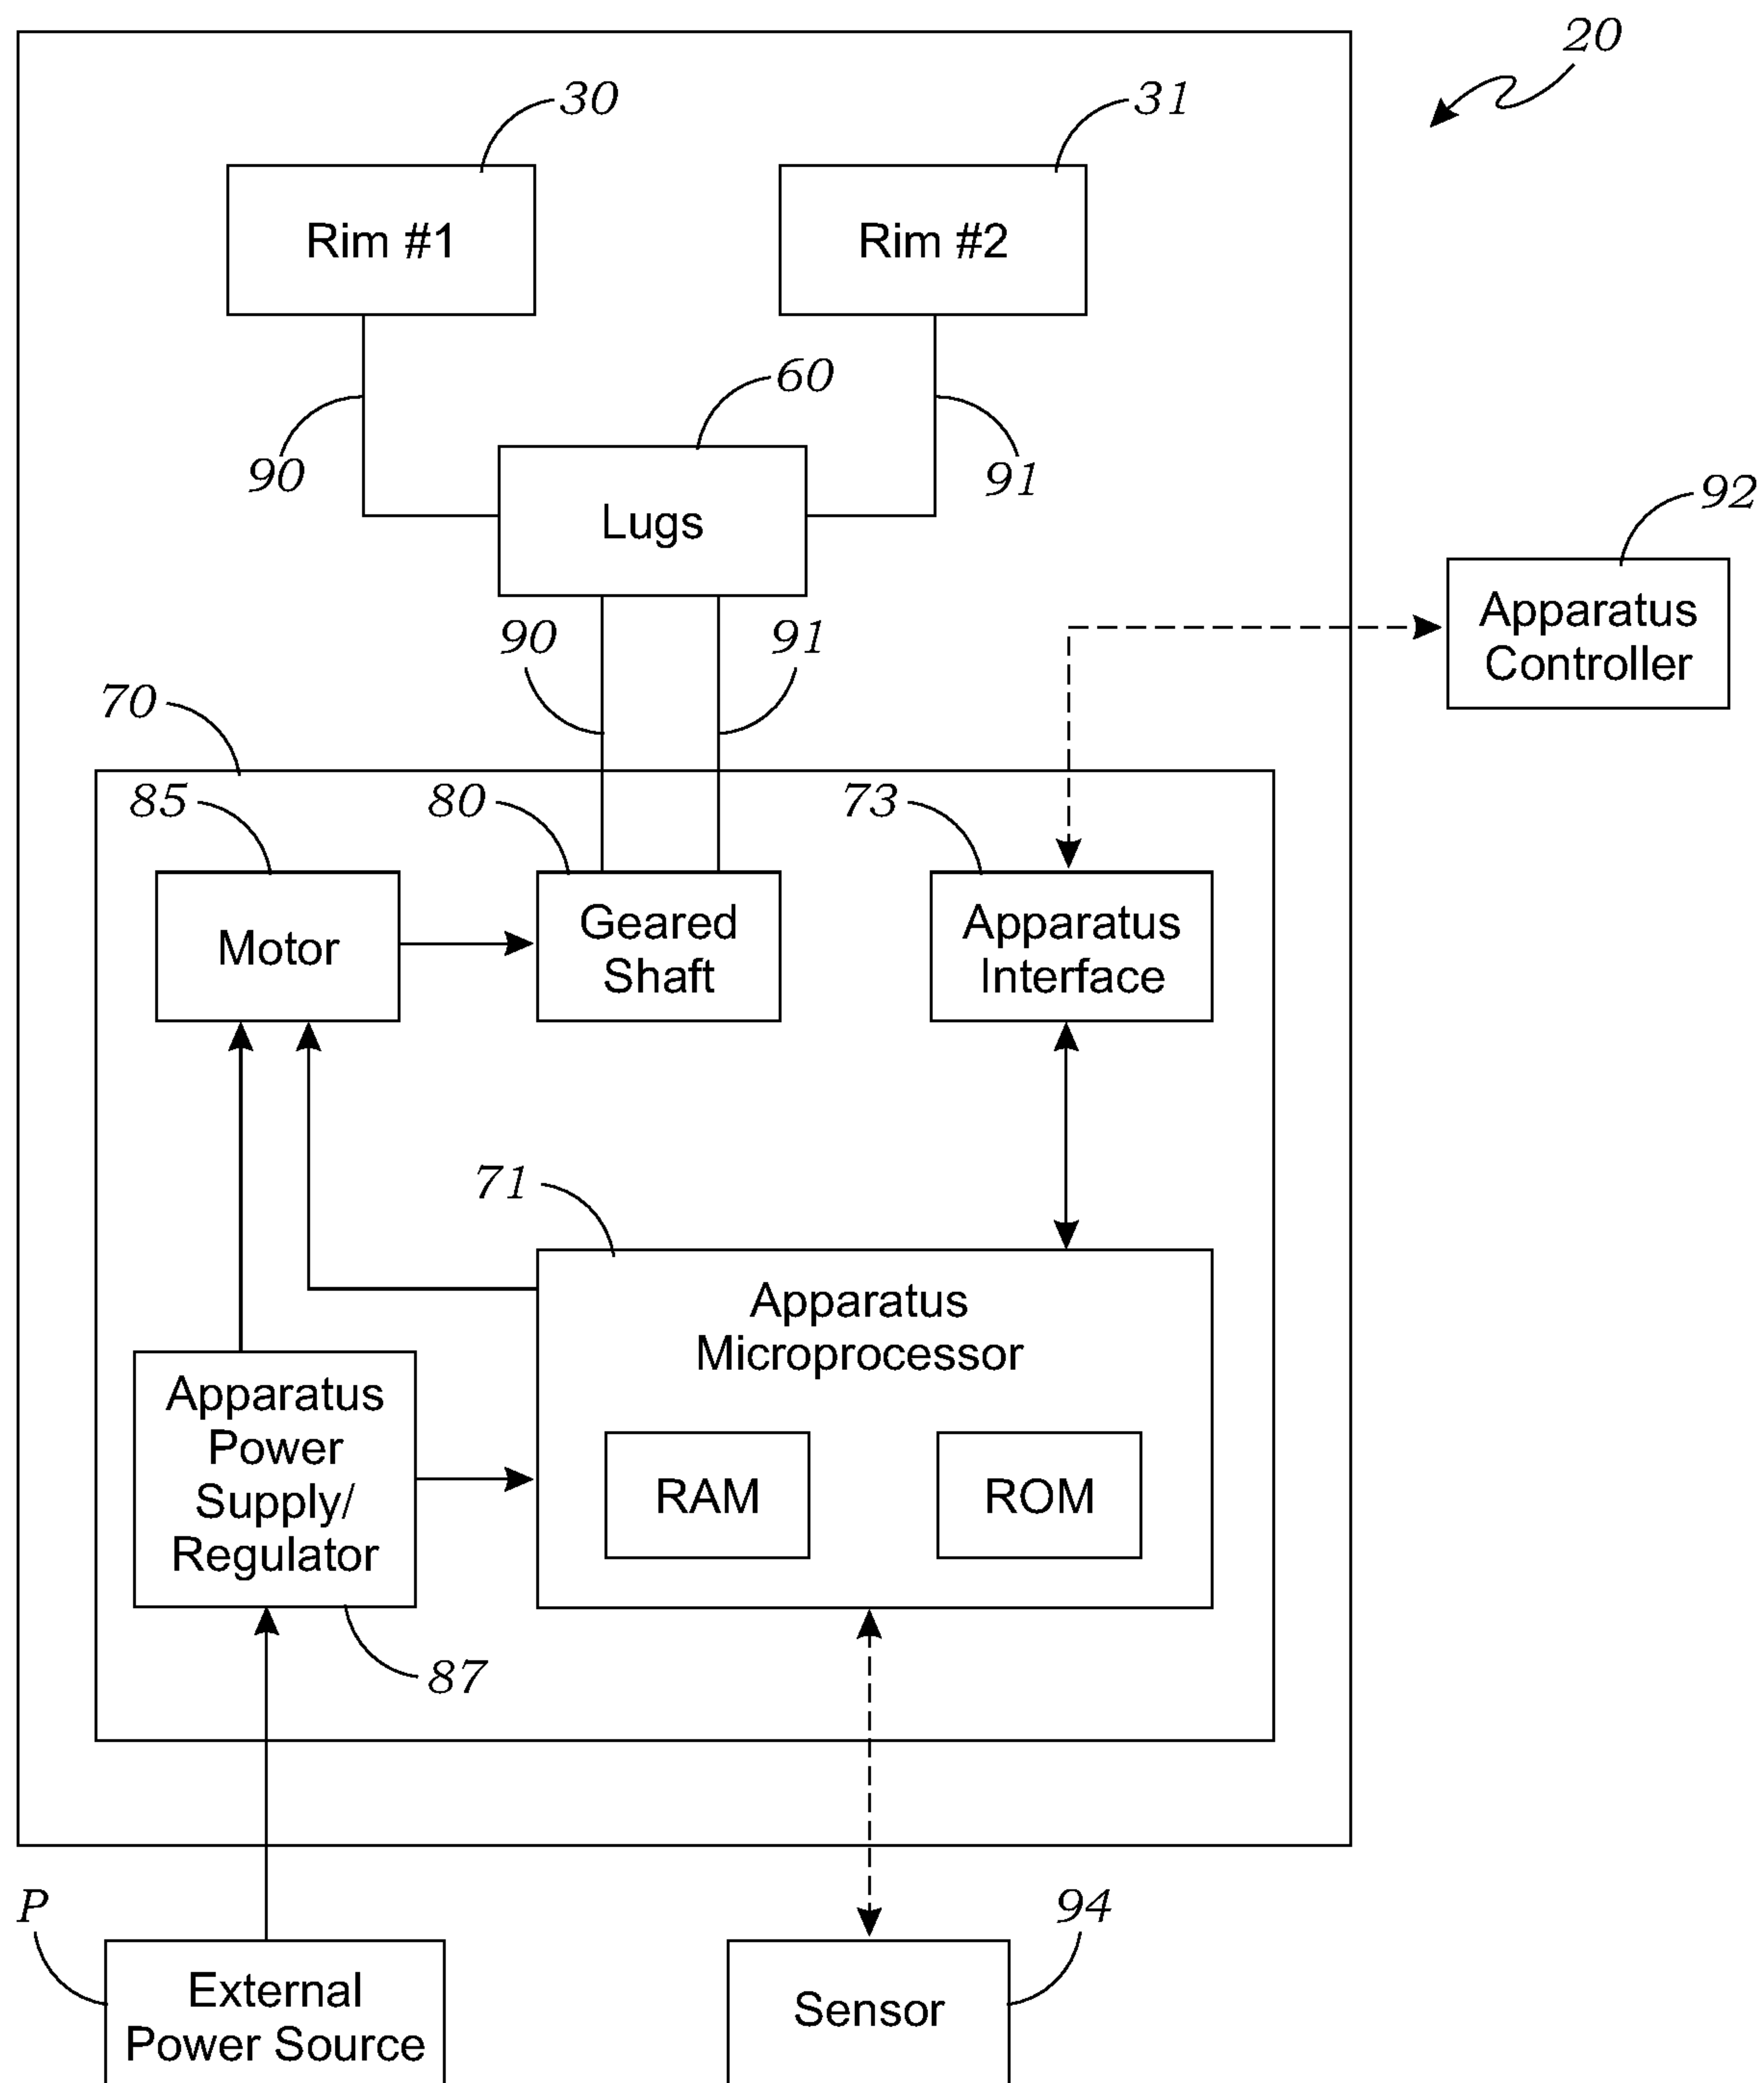 20
30
31
Rim #1
Rim #2
60
90
91
Lugs
92
Apparatus
Controller
90
91
70
85
80
73
Motor
Geared
Shaft
Apparatus
Interface
71
Apparatus
Microprocessor
Apparatus
Power
Supply/
Regulator
RAM
ROM
87
P
94
External
Power Source
Sensor